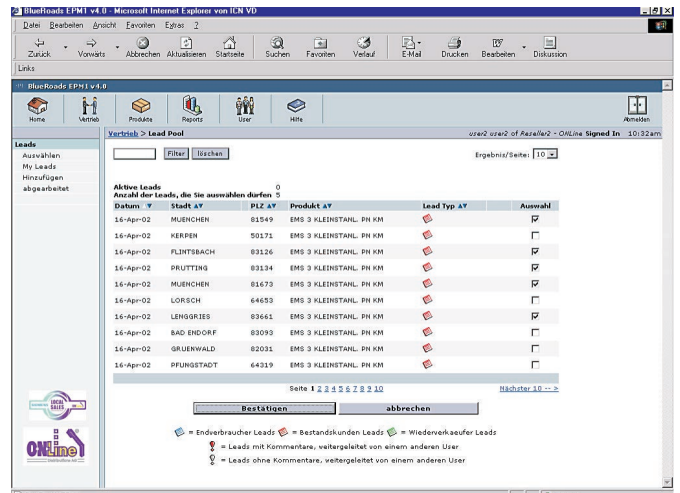 BlueRoads EPM1 v4.0 - Microsoft Internet Explorer von ICN VD
Datei Bearbeiten Ansicht Favoriten Extras ?
Zurück Vorwärts Abbrechen Aktualisieren Startseite Suchen Favoriten Verlauf E-Mail Drucken Bearbeiten Diskussion
Links
BlueRoads EPM1 v4.0
Home Vertrieb Produkte Reports User Hilfe Abmelden
Vertrieb > Lead Pool user2 user2 of Reseller2 - ONLine Signed In 10:32am
Leads
Auswählen
My Leads
Hinzufügen
abgearbeitet
Filter löschen Ergebnis/Seite: 10
Aktive Leads 0
Anzahl der Leads, die Sie auswählen dürfen 5
Datum Stadt PLZ Produkt Lead Typ Auswahl
16-Apr-02 MUENCHEN 81549 EMS 3 KLEINSTANL. PN KM
16-Apr-02 KERPEN 50171 EMS 3 KLEINSTANL. PN KM
16-Apr-02 FLINTSBACH 83126 EMS 3 KLEINSTANL. PN KM
16-Apr-02 PRUTTING 83134 EMS 3 KLEINSTANL. PN KM
16-Apr-02 MUENCHEN 81673 EMS 3 KLEINSTANL. PN KM
16-Apr-02 LORSCH 64653 EMS 3 KLEINSTANL. PN KM
16-Apr-02 LENGGRIES 83661 EMS 3 KLEINSTANL. PN KM
16-Apr-02 BAD ENDORF 83093 EMS 3 KLEINSTANL. PN KM
16-Apr-02 GRUENWALD 82031 EMS 3 KLEINSTANL. PN KM
16-Apr-02 PFUNGSTADT 64319 EMS 3 KLEINSTANL. PN KM
Seite 1 2 3 4 5 6 7 8 9 10 Nächster 10 -- >
Bestätigen abbrechen
= Endverbraucher Leads = Bestandskunden Leads = Wiederverkaeufer Leads
= Leads mit Kommentare, weitergeleitet von einem anderen User
= Leads ohne Kommentare, weitergeleitet von einem anderen User
LOCAL
SALES
ONLine